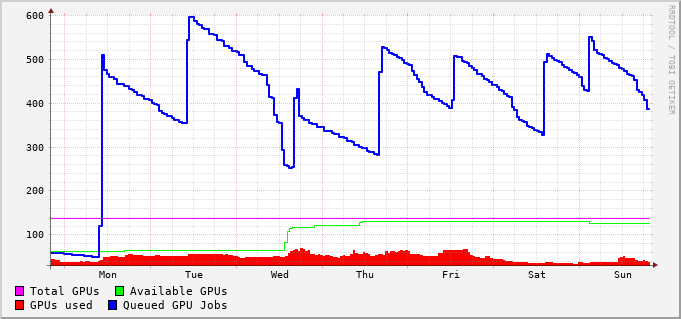 600
500
400
300
200
100
Mon Tue Wed Thu Fri Sat Sun
Total GPUs Available GPUs
GPUs used Queued GPU Jobs
RRDTOOL / TOBI OETIKER